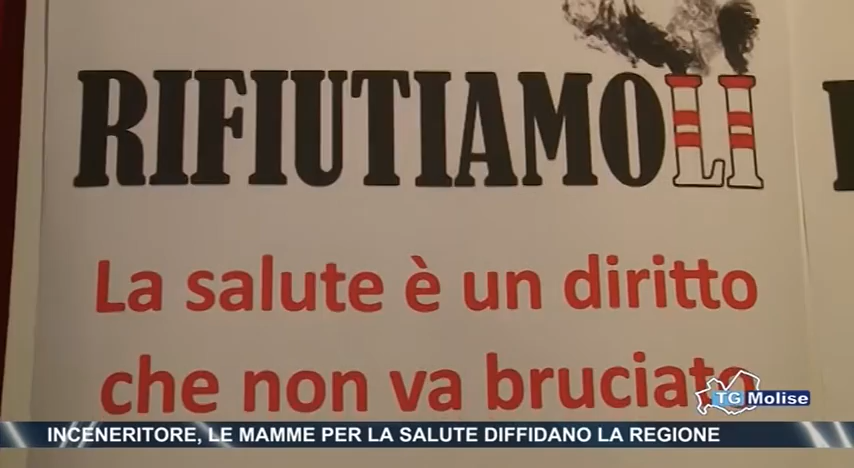 RIFIUTIAMOLI
La salute è un diritto
che non va bruciato
TG Molise
INCENERITORE, LE MAMME PER LA SALUTE DIFFIDANO LA REGIONE